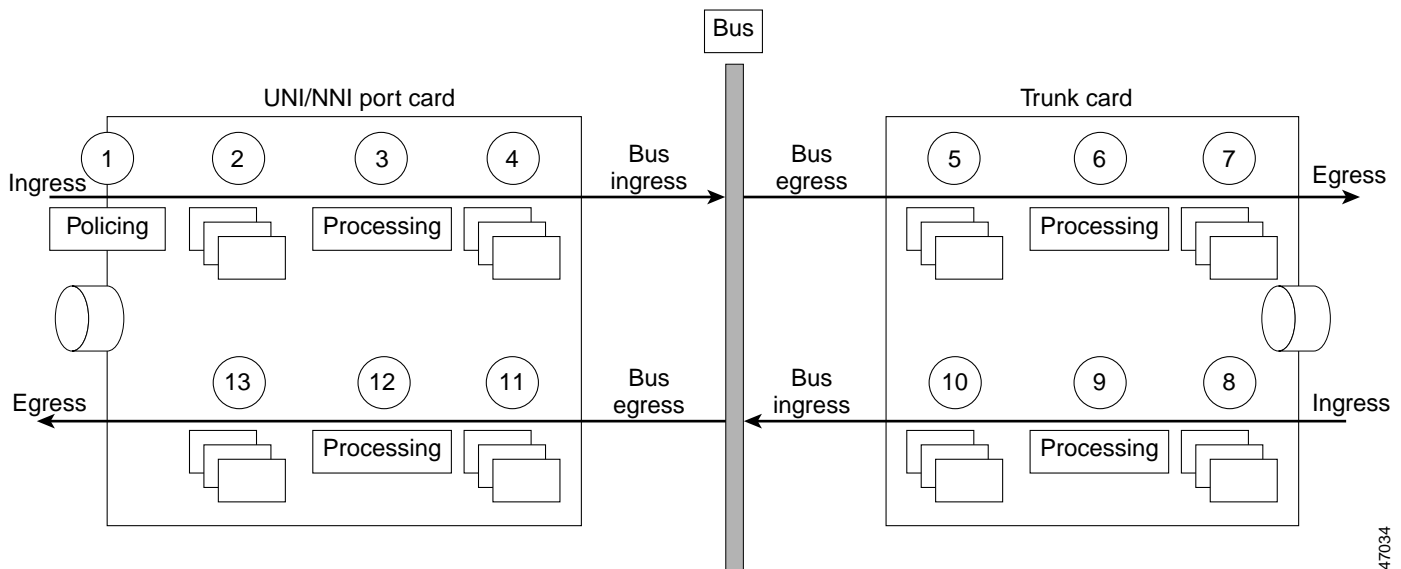 Bus
UNI/NNI port card
Trunk card
1
2
3
4
Bus
ingress
Bus
egress
5
6
7
Ingress
Egress
Policing
Processing
Processing
13
12
11
Bus
egress
Bus
ingress
10
9
8
Egress
Ingress
Processing
Processing
47034